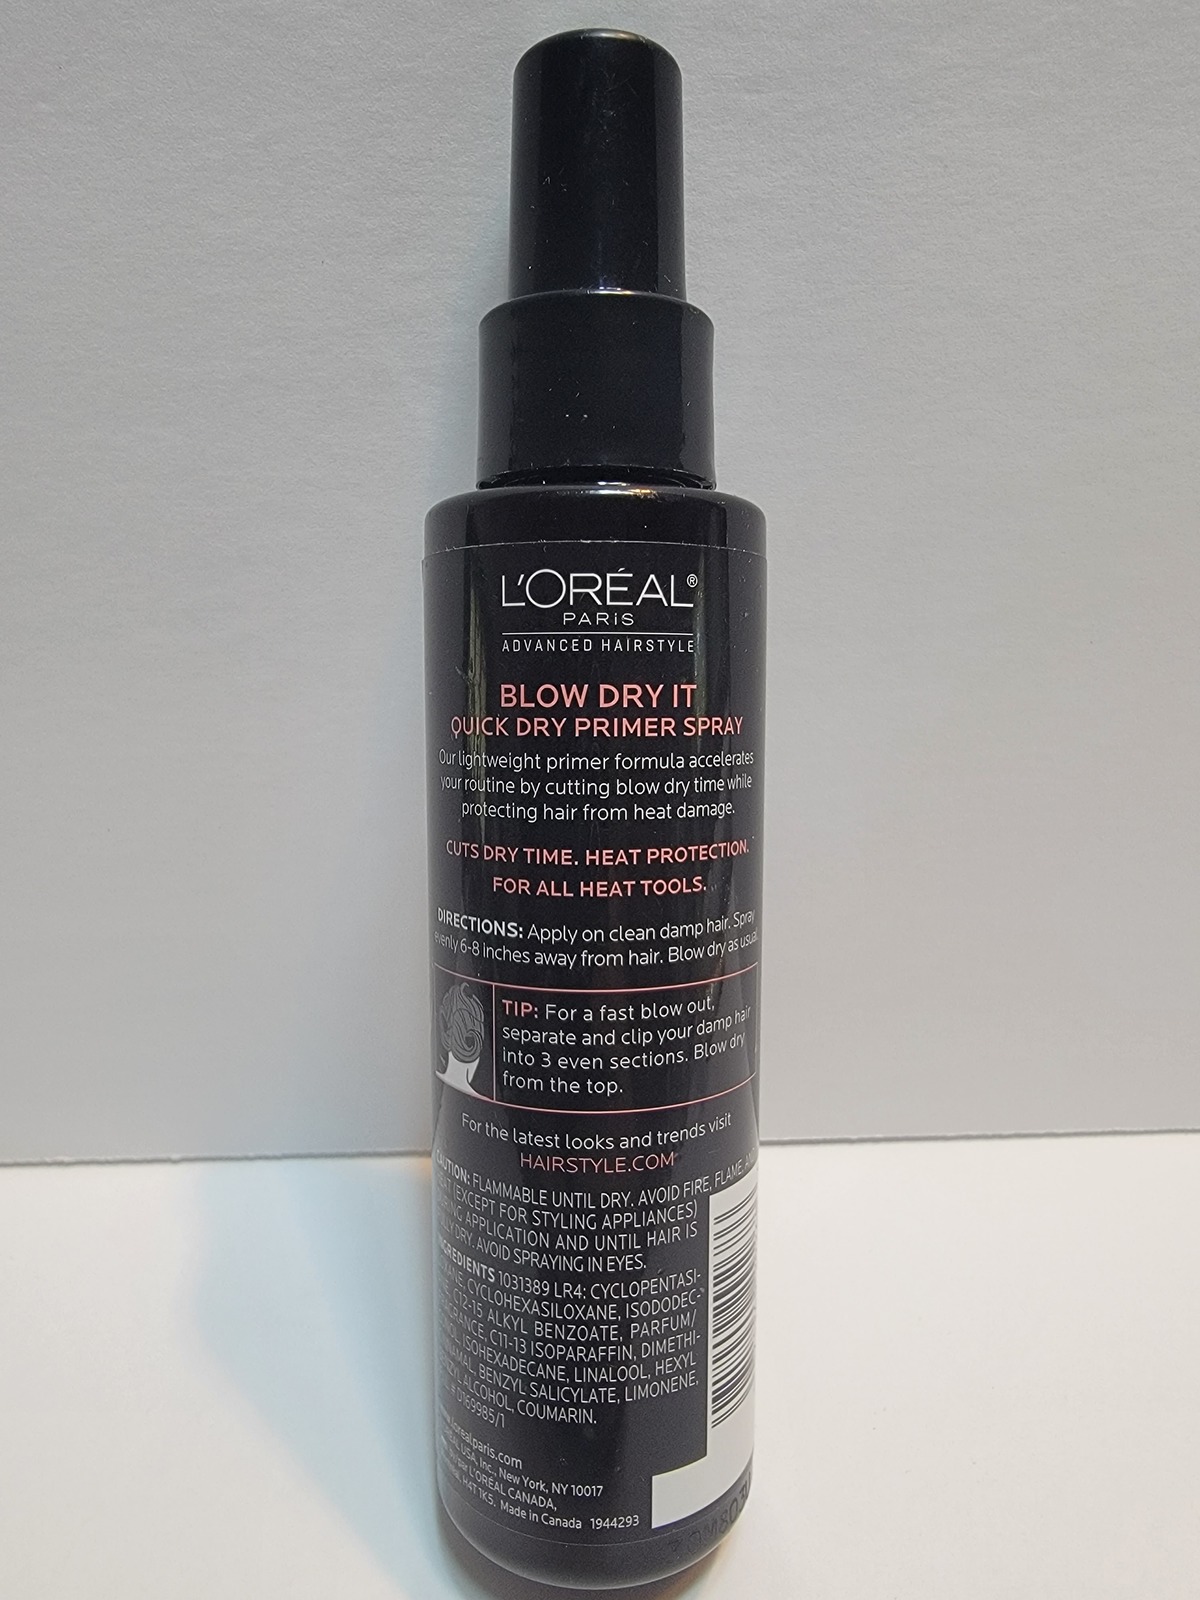 L'ORÉAL®
PARIS
ADVANCED HAIRSTYLE
BLOW DRY IT
QUICK DRY PRIMER SPRAY
Our lightweight primer formula accelerates
your routine by cutting blow dry time while
protecting hair from heat damage.
CUTS DRY TIME. HEAT PROTECTION.
FOR ALL HEAT TOOLS.
DIRECTIONS: Apply on clean damp hair. Spray
evenly 6-8 inches away from hair. Blow dry as usual.
TIP: For a fast blow out,
separate and clip your damp hair
into 3 even sections. Blow dry
from the top.
For the latest looks and trends visit
HAIRSTYLE.COM
CAUTION: FLAMMABLE UNTIL DRY. AVOID FIRE, FLAME, AND
(EXCEPT FOR STYLING APPLIANCES)
APPLICATION AND UNTIL HAIR IS
DRY. AVOID SPRAYING IN EYES.
INGREDIENTS 1031389 LR4: CYCLOPENTASI-
CYCLOHEXASILOXANE, ISODODEC-
C12-15 ALKYL BENZOATE, PARFUM/
C11-13 ISOPARAFFIN, DIMETHI-
ISOHEXADECANE, LINALOOL, HEXYL
BENZYL SALICYLATE, LIMONENE,
ALCOHOL, COUMARIN.
# D169985/1
lorealparis.com
USA, Inc., New York, NY 10017
L'ORÉAL CANADA,
H4T 1K5. Made in Canada 1944293